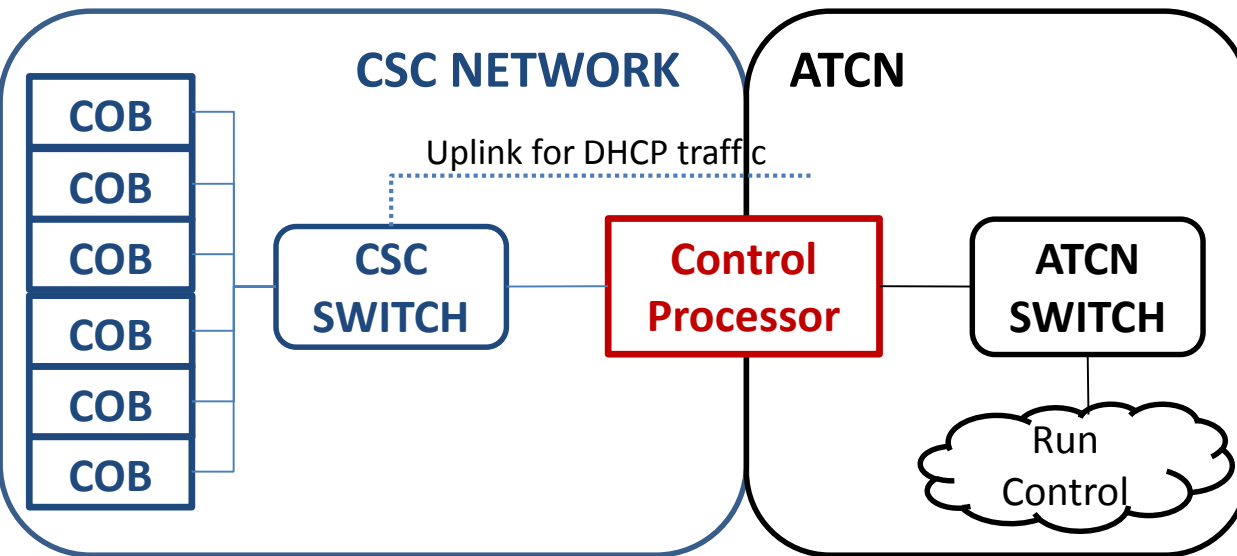 CSC NETWORK
ATCN
COB
COB
COB
COB
COB
COB
Uplink for DHCP traffic
CSC
SWITCH
Control
Processor
ATCN
SWITCH
Run
Control